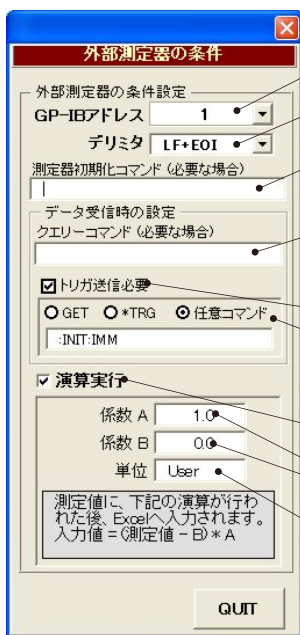 外部測定器の条件
外部測定器の条件設定
GP-IBアドレス 1
デリミタ LF+EOI
測定器初期化コマンド (必要な場合)
データ受信時の設定
クエリーコマンド (必要な場合)
トリガ送信必要
GET *TRG 任意コマンド
:INIT:IMM
演算実行
係数 A 1.0
係数 B 0.0
単位 User
測定値に、下記の演算が行わ
れた後、Excelへ入力されます。
入力値 = (測定値 - B) * A
QUIT